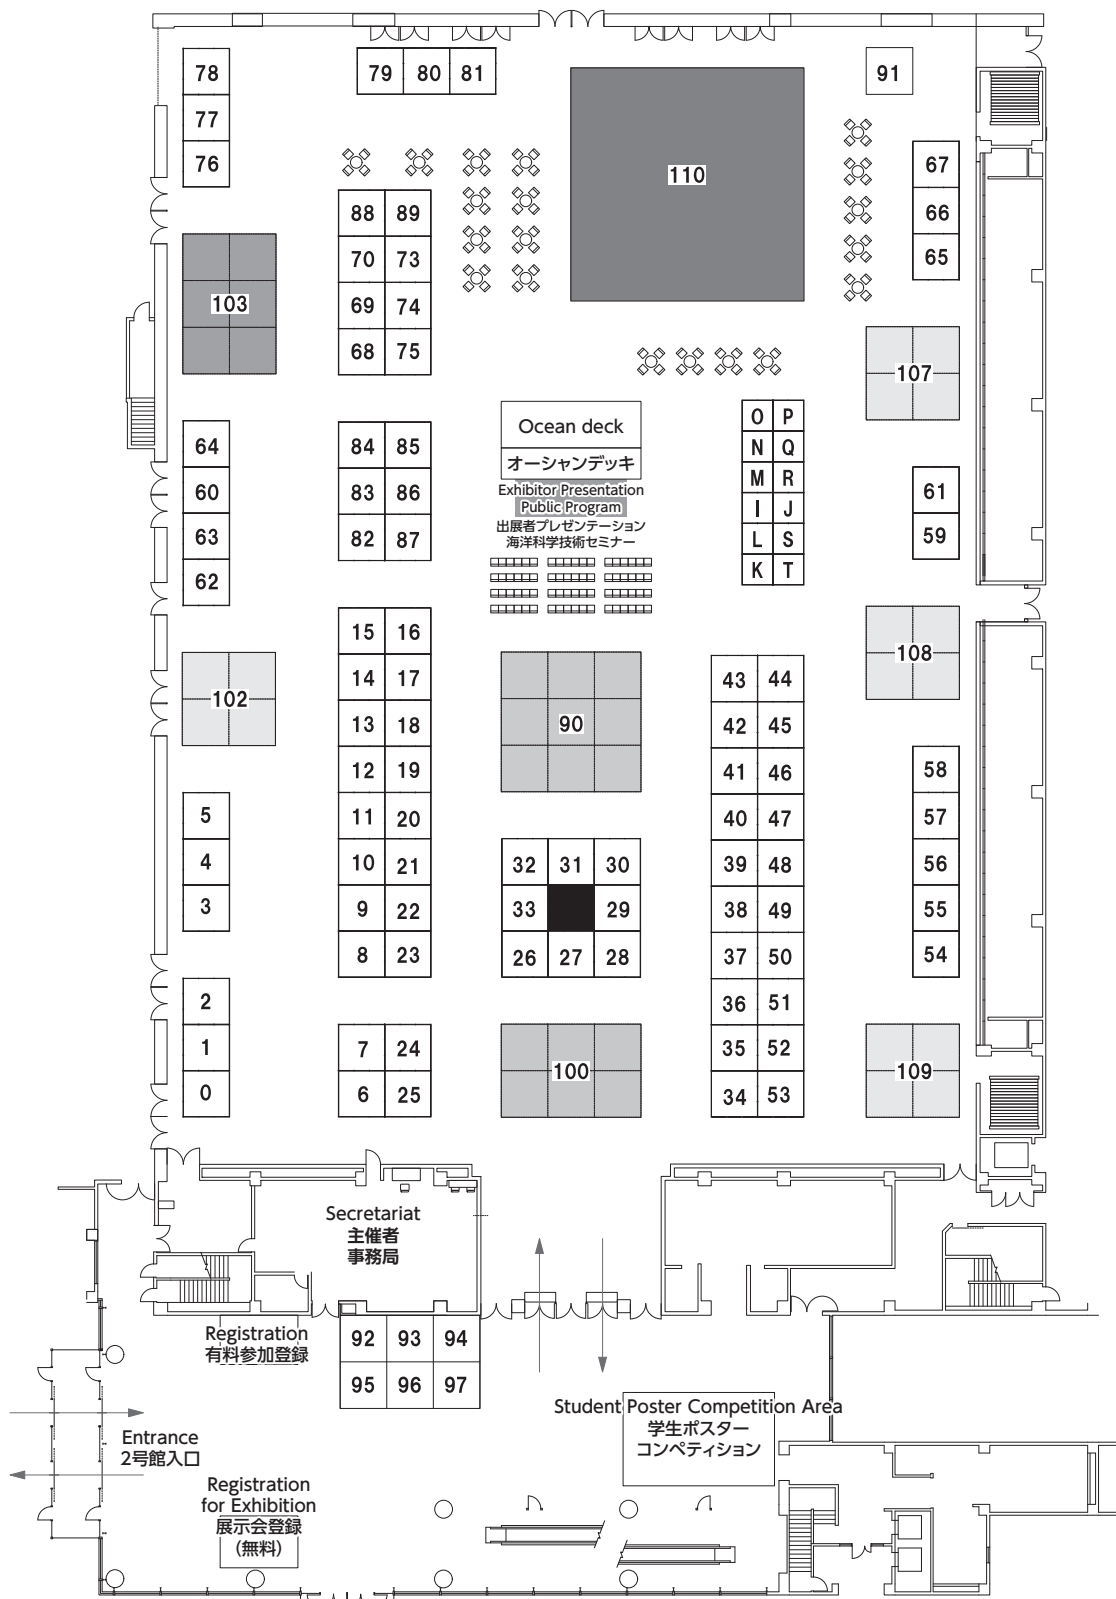 78
79 80 81
91
77
76
67
66
65
110
88 89
70 73
69 74
68 75
103
107
O P
N Q
M R
I J
L S
K T
Ocean deck
オーシャンデッキ
Exhibitor Presentation
Public Program
出展者プレゼンテーション
海洋科学技術セミナー
64
60
63
62
84 85
83 86
82 87
61
59
15 16
14 17
13 18
12 19
11 20
10 21
9 22
8 23
102
90
108
43 44
42 45
41 46
40 47
39 48
38 49
37 50
36 51
35 52
34 53
58
57
56
55
54
5
4
3
32 31 30
33 29
26 27 28
2
1
0
7 24
6 25
100
109
Secretariat
主催者
事務局
Registration
有料参加登録
92 93 94
95 96 97
Student Poster Competition Area
学生ポスター
コンペティション
Entrance
2号館入口
Registration
for Exhibition
展示会登録
(無料)